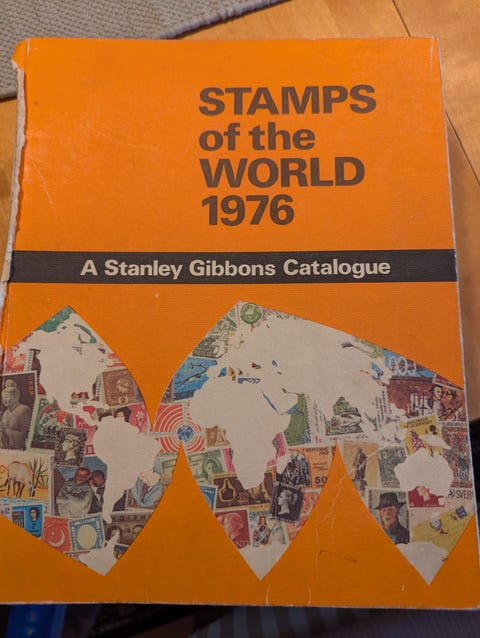 STAMPS
of the
WORLD
1976
A Stanley Gibbons Catalogue